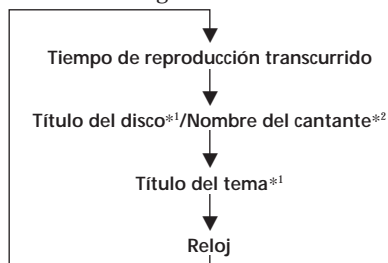 Tiempo de reproducción transcurrido
Título del disco*1/Nombre del cantante*2
Título del tema*1
Reloj